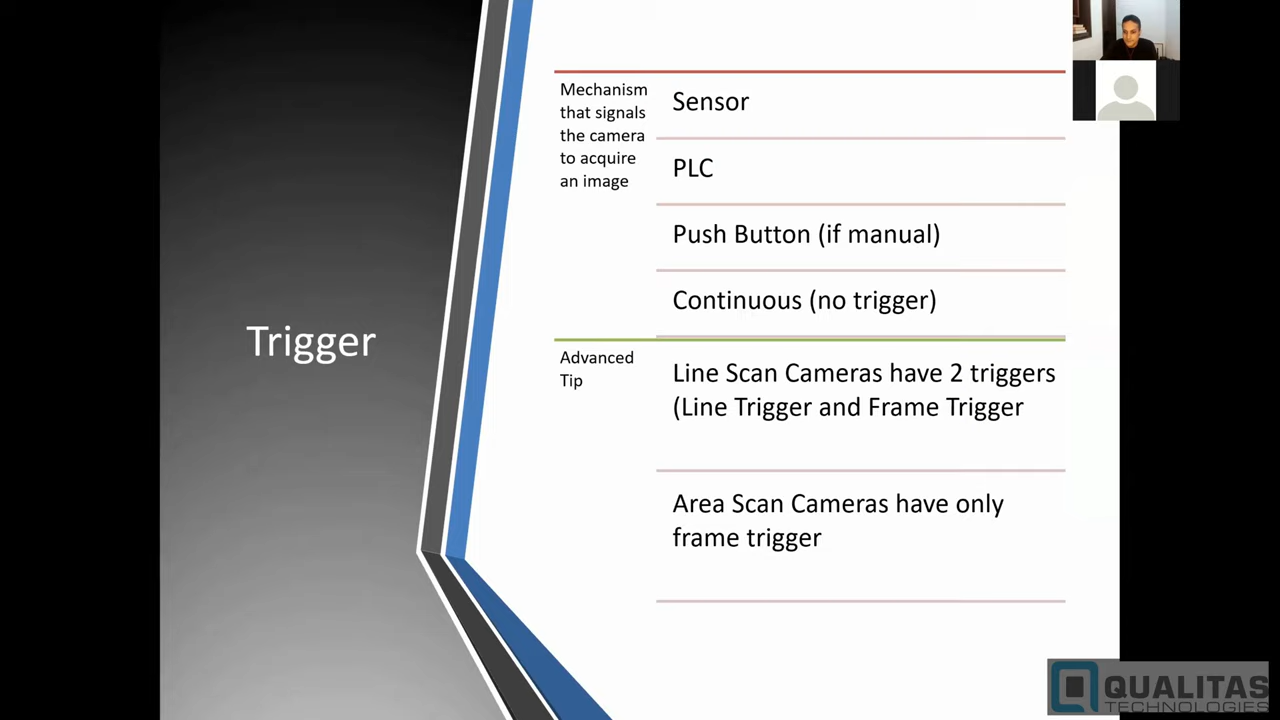 Trigger
Mechanism
that signals
the camera
to acquire
an image
Sensor
PLC
Push Button (if manual)
Continuous (no trigger)
Advanced
Tip
Line Scan Cameras have 2 triggers
(Line Trigger and Frame Trigger
Area Scan Cameras have only
frame trigger
QUALITAS
TECHNOLOGIES